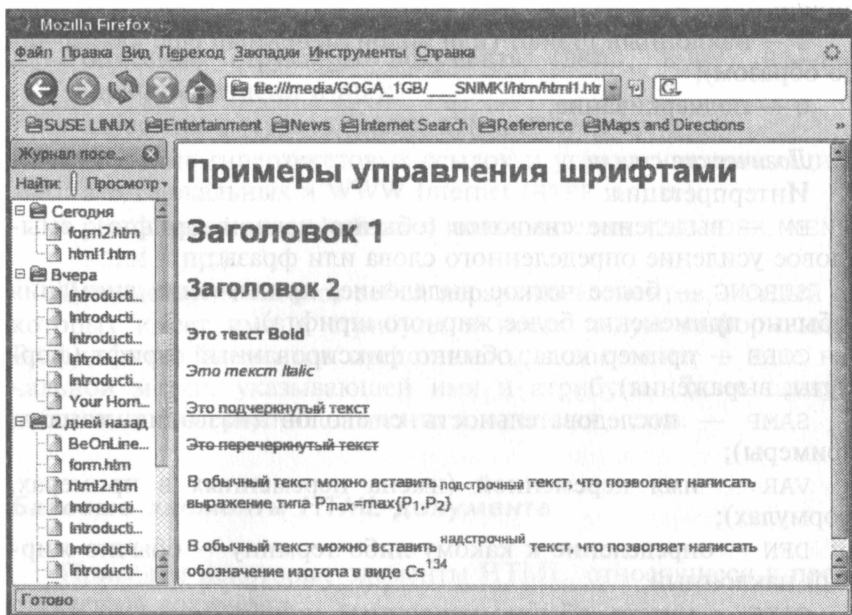 Mozilla Firefox
Файл Правка Вид Переход Закладки Инструменты Справка
file:///media/GOGA_1GB/___SNIMKI/htm/html1.htr
G.
SUSE LINUX Entertainment News Internet Search Reference Maps and Directions »
Журнал посе...
Найти: Просмотр
Сегодня
form2.htm
html1.htm
Вчера
Introducti...
Introducti...
Introducti...
Introducti...
Introducti...
Your Hom...
2 дней назад
BeOnLine...
form.htm
html2.htm
Introducti...
Introducti...
Introducti...
Introducti...
Примеры управления шрифтами
Заголовок 1
Заголовок 2
Это текст Bold
Это текст Italic
Это подчеркнутый текст
Это перечеркнутый текст
В обычный текст можно вставить подстрочный текст, что позволяет написать
выражения типа Pmax=max{P1,P2}
В обычный текст можно вставить надстрочный текст, что позволяет написать
обозначение изотопа в виде Cs134
Готово